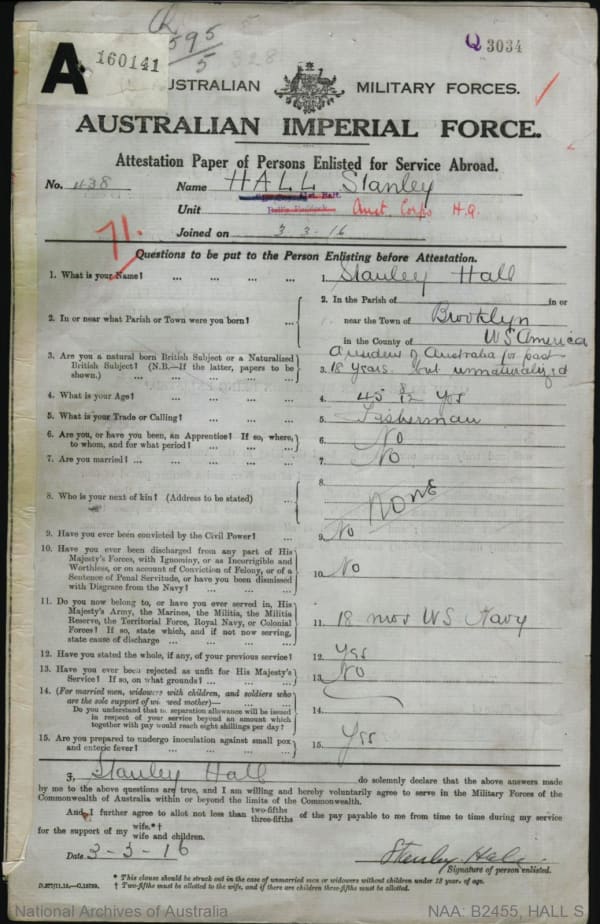 595
5
328
Q 3034
A
160141
AUSTRALIAN MILITARY FORCES.
AUSTRALIAN IMPERIAL FORCE.
Attestation Paper of Persons Enlisted for Service Abroad.
No. 438 Name HALL Stanley
Unit Aust. Corps H.Q.
Joined on 3-3-16
71.
Questions to be put to the Person Enlisting before Attestation.
1. What is your Name? ... ... ... ... 1. Stanley Hall
2. In or near what Parish or Town were you born? ... 2. In the Parish of in or
near the Town of Brooklyn
in the County of US America
3. Are you a natural born British Subject or a Naturalized British Subject? (N.B.—If the latter, papers to be shown.) ... ... 3. A resident of Australia for past 18 years but unnaturalized
4. What is your Age? ... ... ... ... 4. 45 8/12 Yrs
5. What is your Trade or Calling? ... ... ... 5. Fisherman
6. Are you, or have you been, an Apprentice? If so, where, to whom, and for what period? ... ... 6. No
7. Are you married? ... ... ... ... 7. No
8. Who is your next of kin? (Address to be stated) ... 8. NONE
9. Have you ever been convicted by the Civil Power? ... 9. No
10. Have you ever been discharged from any part of His Majesty's Forces, with Ignominy, or as Incorrigible and Worthless, or on account of Conviction of Felony, or of a Sentence of Penal Servitude, or have you been dismissed with Disgrace from the Navy? ... ... 10. No
11. Do you now belong to, or have you ever served in, His Majesty's Army, the Marines, the Militia, the Militia Reserve, the Territorial Force, Royal Navy, or Colonial Forces? If so, state which, and if not now serving, state cause of discharge ... ... ... 11. 18 mos US Navy
12. Have you stated the whole, if any, of your previous service? 12. Yes
13. Have you ever been rejected as unfit for His Majesty's Service? If so, on what grounds? ... ... 13. No
14. (For married men, widowers with children, and soldiers who are the sole support of widowed mother)—
Do you understand that no separation allowance will be issued in respect of your service beyond an amount which together with pay would reach eight shillings per day? 14.
15. Are you prepared to undergo inoculation against small pox and enteric fever? ... ... ... ... 15. Yes
I, Stanley Hall do solemnly declare that the above answers made
by me to the above questions are true, and I am willing and hereby voluntarily agree to serve in the Military Forces of the
Commonwealth of Australia within or beyond the limits of the Commonwealth.
And I further agree to allot not less than two-fifths three-fifths of the pay payable to me from time to time during my service
for the support of my wife.*† wife and children.
Date 3-3-16 Stanley Hall
Signature of person enlisted.
* This clause should be struck out in the case of unmarried men or widowers without children under 18 years of age.
† Two-fifths must be allotted to the wife, and if there are children three-fifths must be allotted.
National Archives of Australia NAA: B2455, HALL S